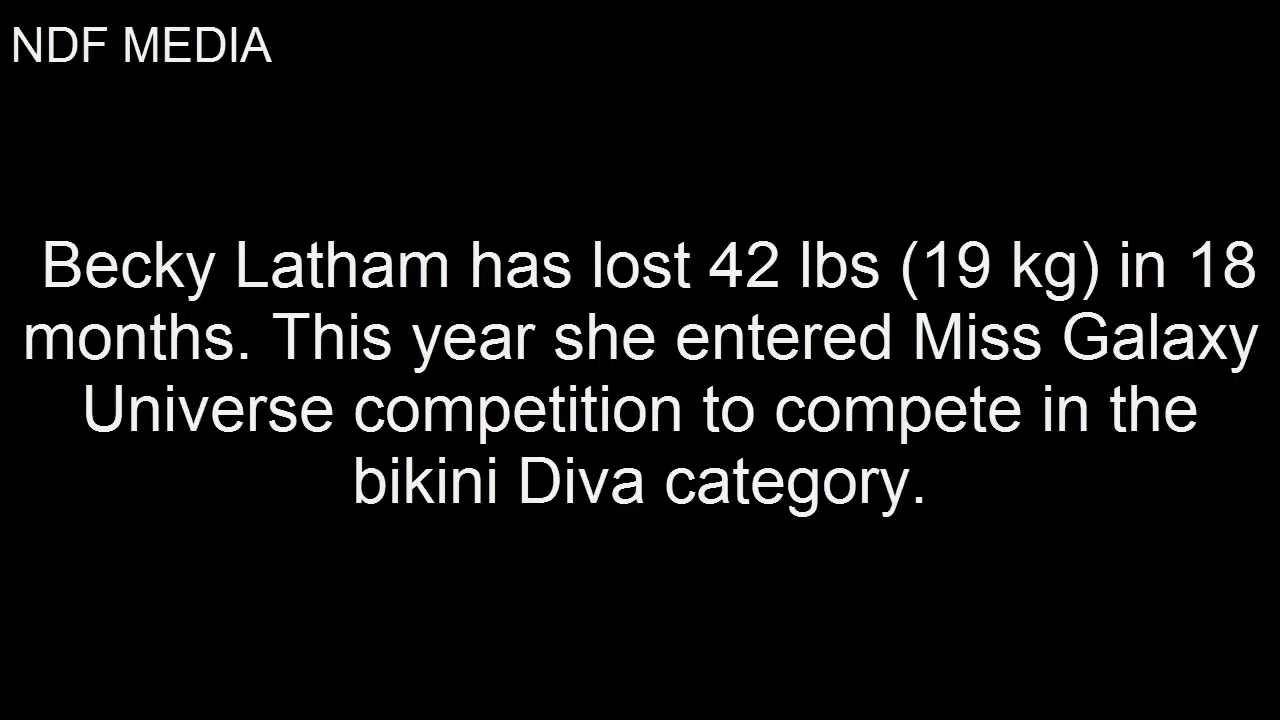 NDF MEDIA
Becky Latham has lost 42 lbs (19 kg) in 18
months. This year she entered Miss Galaxy
Universe competition to compete in the
bikini Diva category.